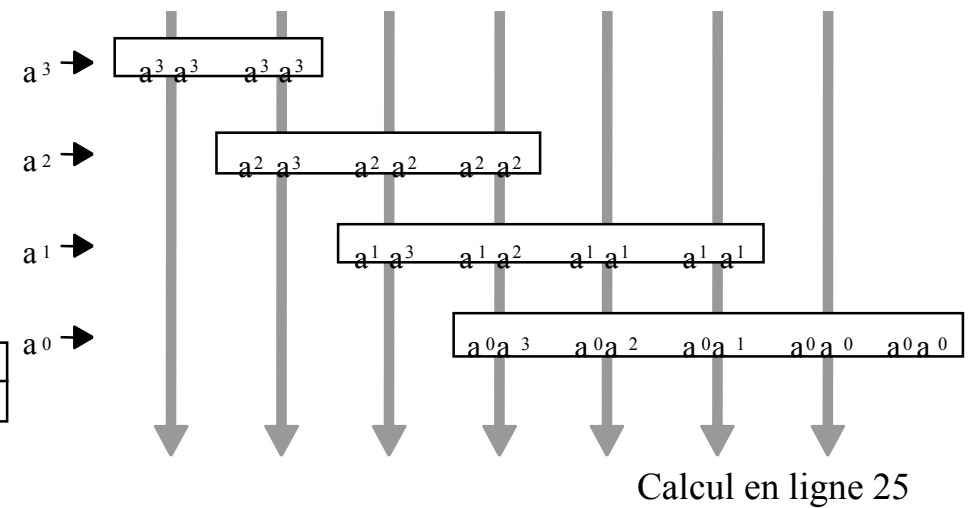 a³ a³ a³ a³ a³
a² a² a³ a² a² a² a²
a¹ a¹ a³ a¹ a² a¹ a¹ a¹ a¹
a⁰ a⁰a³ a⁰a² a⁰a¹ a⁰a⁰ a⁰a⁰
Calcul en ligne 25